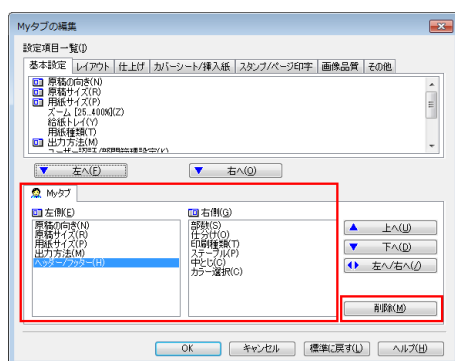 Myタブの編集
設定項目一覧(I)
基本設定 レイアウト 仕上げ カバーシート/挿入紙 スタンプ/ページ印字 画像品質 その他
原稿の向き(N)
原稿サイズ(R)
用紙サイズ(P)
ズーム [25..400%](Z)
給紙トレイ(Y)
用紙種類(T)
出力方法(M)
左へ(F) 右へ(O)
Myタブ
左側(E) 右側(G)
原稿の向き(N) 部数(S)
原稿サイズ(R) 仕分け(O)
用紙サイズ(P) 印刷種類(T)
出力方法(M) ステープル(P)
ヘッダー/フッター(H) 中とじ(C)
カラー選択(C)
上へ(U)
下へ(D)
左へ/右へ(/)
削除(M)
OK キャンセル 標準に戻す(L) ヘルプ(H)